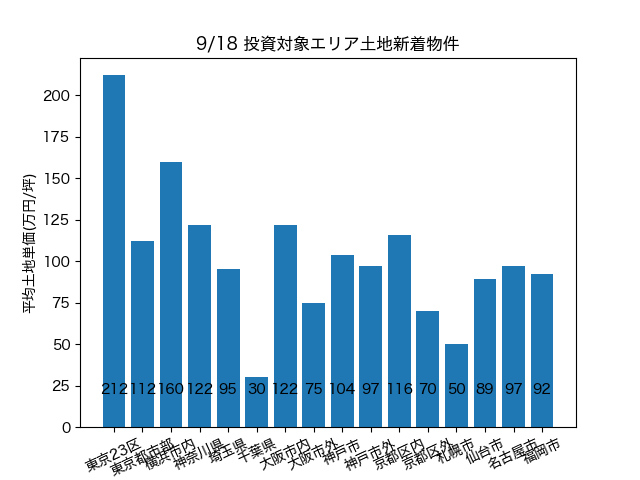 9/18 投資対象エリア土地新着物件
平均土地単価(万円/坪)
200
175
150
125
100
75
50
25
0
212 112 160 122 95 30 122 75 104 97 116 70 50 89 97 92
東京23区
東京都市部
横浜市内
神奈川県
埼玉県
千葉県
大阪市内
大阪市外
神戸市
神戸市外
京都区内
京都区外
札幌市
仙台市
名古屋市
福岡市